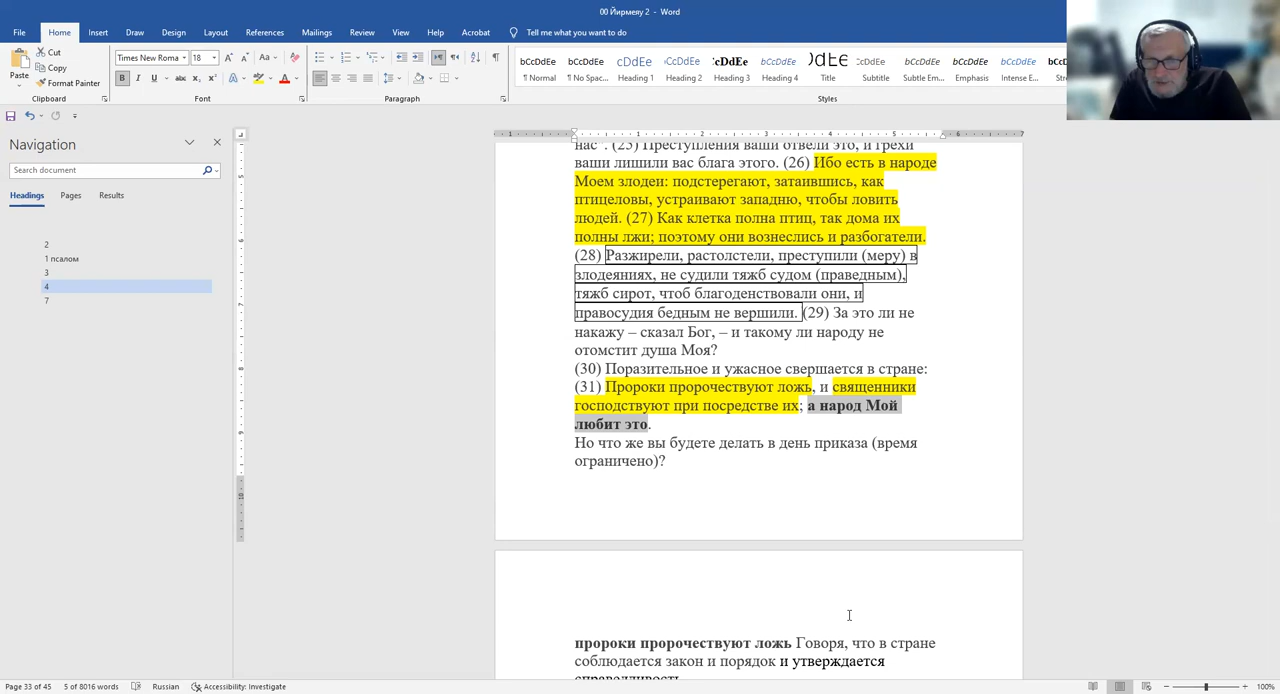 00 Йирмеяу 2 - Word
File Home Insert Draw Design Layout References Mailings Review View Help Acrobat Tell me what you want to do
Paste
Cut
Copy
Format Painter
Clipboard
Times New Roma 18
Font
Paragraph
AaBbCcDdEe
¶ Normal ¶ No Spac... Heading 1 Heading 2 Heading 3 Heading 4 Title Subtitle Subtle Em... Emphasis Intense E...
Styles
Navigation
Search document
Headings Pages Results
2
1 псалом
3
4
7
нас". (25) Преступления ваши отвели это, и грехи
ваши лишили вас блага этого. (26) Ибо есть в народе
Моем злодеи: подстерегают, затаившись, как
птицеловы, устраивают западню, чтобы ловить
людей. (27) Как клетка полна птиц, так дома их
полны лжи; поэтому они вознеслись и разбогатели.
(28) Разжирели, растолстели, преступили (меру) в
злодеяниях, не судили тяжб судом (праведным),
тяжб сирот, чтоб благоденствовали они, и
правосудия бедным не вершили. (29) За это ли не
накажу – сказал Бог, – и такому ли народу не
отомстит душа Моя?
(30) Поразительное и ужасное свершается в стране:
(31) Пророки пророчествуют ложь, и священники
господствуют при посредстве их; а народ Мой
любит это.
Но что же вы будете делать в день приказа (время
ограничено)?
пророки пророчествуют ложь Говоря, что в стране
соблюдается закон и порядок и утверждается
справедливость
Page 33 of 45 5 of 8016 words Russian Accessibility: Investigate 100%